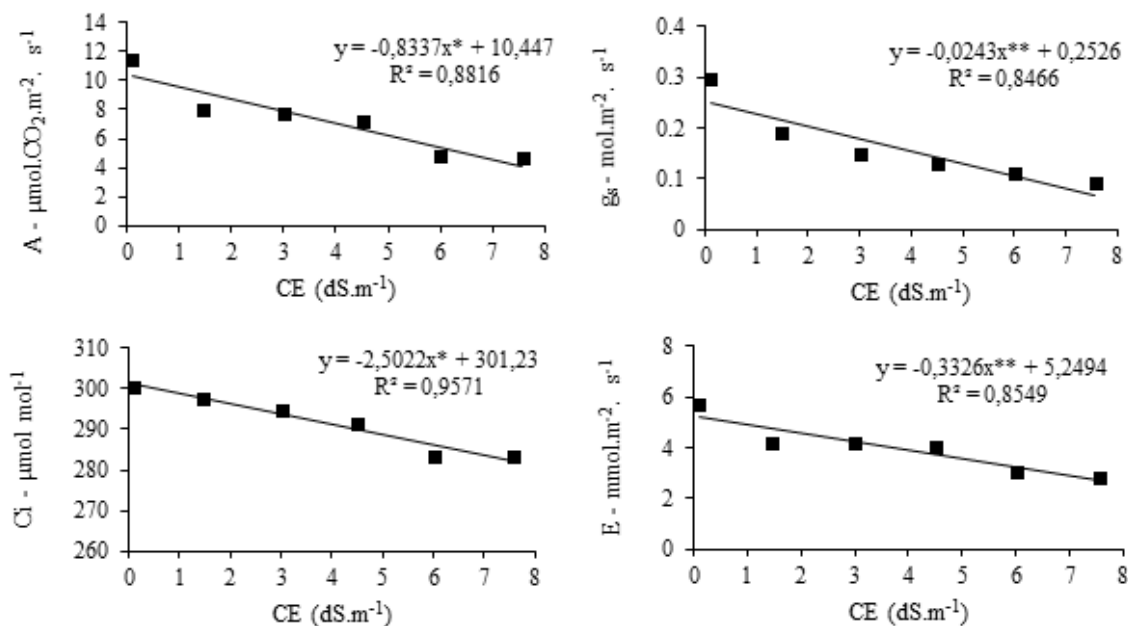 A - µmol.CO₂.m⁻². s⁻¹
14
12
10
8
6
4
2
0
y = -0,8337x* + 10,447
R² = 0,8816
0 1 2 3 4 5 6 7 8
CE (dS.m⁻¹)
gₛ - mol.m⁻². s⁻¹
0.4
0.3
0.2
0.1
0
y = -0,0243x** + 0,2526
R² = 0,8466
0 1 2 3 4 5 6 7 8
CE (dS.m⁻¹)
Ci - µmol mol⁻¹
310
300
290
280
270
260
y = -2,5022x* + 301,23
R² = 0,9571
0 1 2 3 4 5 6 7 8
CE (dS.m⁻¹)
E - mmol.m⁻². s⁻¹
8
6
4
2
0
y = -0,3326x** + 5,2494
R² = 0,8549
0 1 2 3 4 5 6 7 8
CE (dS.m⁻¹)